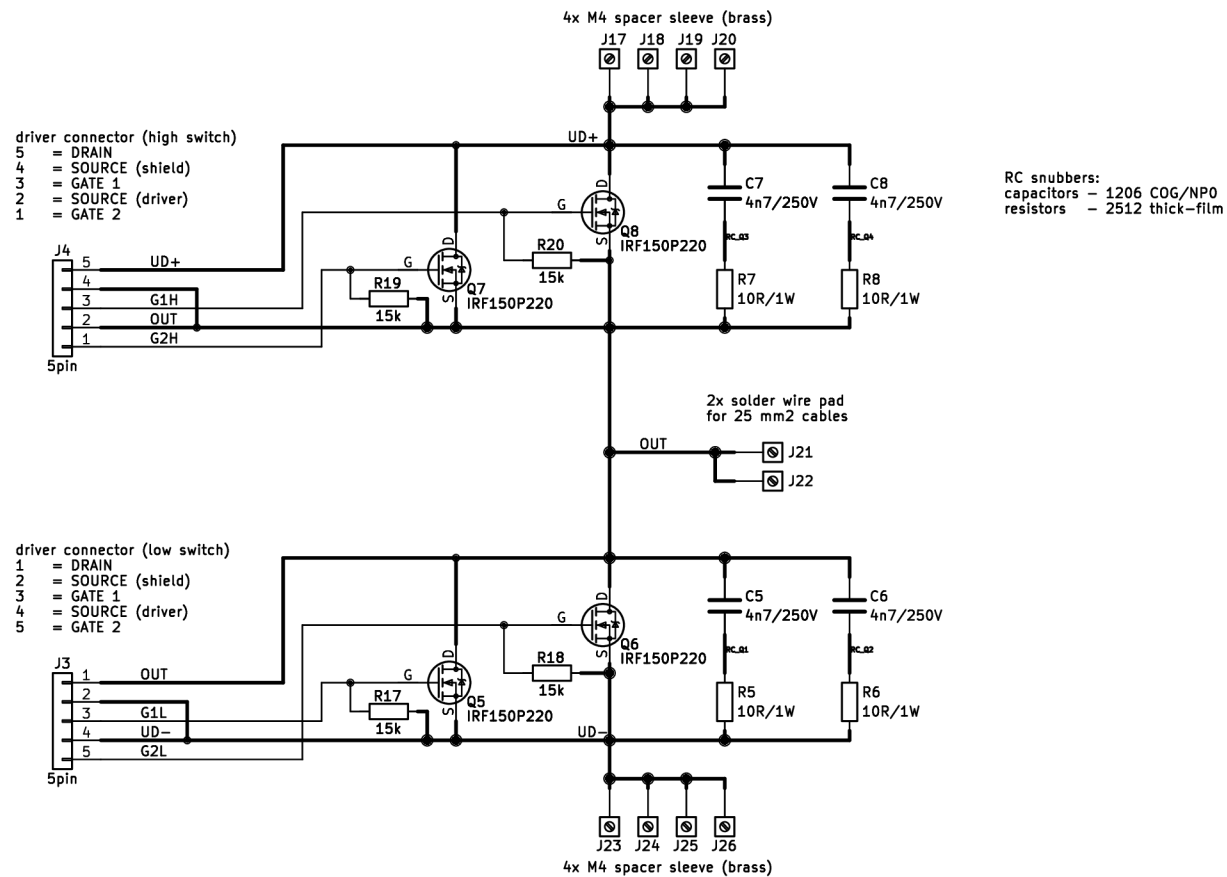 4x M4 spacer sleeve (brass)
J17 J18 J19 J20
driver connector (high switch)
5 = DRAIN
4 = SOURCE (shield)
3 = GATE 1
2 = SOURCE (driver)
1 = GATE 2
UD+
D
G
S
Q8
IRF150P220
R20
15k
C7
4n7/250V
C8
4n7/250V
RC_Q3
RC_Q4
R7
10R/1W
R8
10R/1W
RC snubbers:
capacitors - 1206 COG/NPO
resistors - 2512 thick-film
J4
5 UD+
4
3 G1H
2 OUT
1 G2H
5pin
D
G
S
Q7
IRF150P220
R19
15k
2x solder wire pad
for 25 mm2 cables
OUT
J21
J22
driver connector (low switch)
1 = DRAIN
2 = SOURCE (shield)
3 = GATE 1
4 = SOURCE (driver)
5 = GATE 2
D
G
S
Q6
IRF150P220
R18
15k
C5
4n7/250V
C6
4n7/250V
RC_Q1
RC_Q2
R5
10R/1W
R6
10R/1W
J3
1 OUT
2
3 G1L
4 UD-
5 G2L
5pin
D
G
S
Q5
IRF150P220
R17
15k
UD-
J23 J24 J25 J26
4x M4 spacer sleeve (brass)